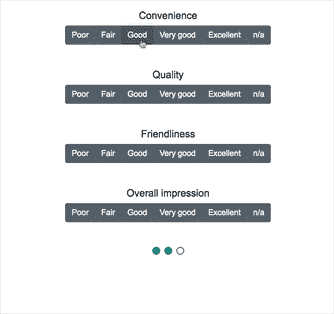 Convenience
Poor Fair Good Very good Excellent n/a
Quality
Poor Fair Good Very good Excellent n/a
Friendliness
Poor Fair Good Very good Excellent n/a
Overall impression
Poor Fair Good Very good Excellent n/a